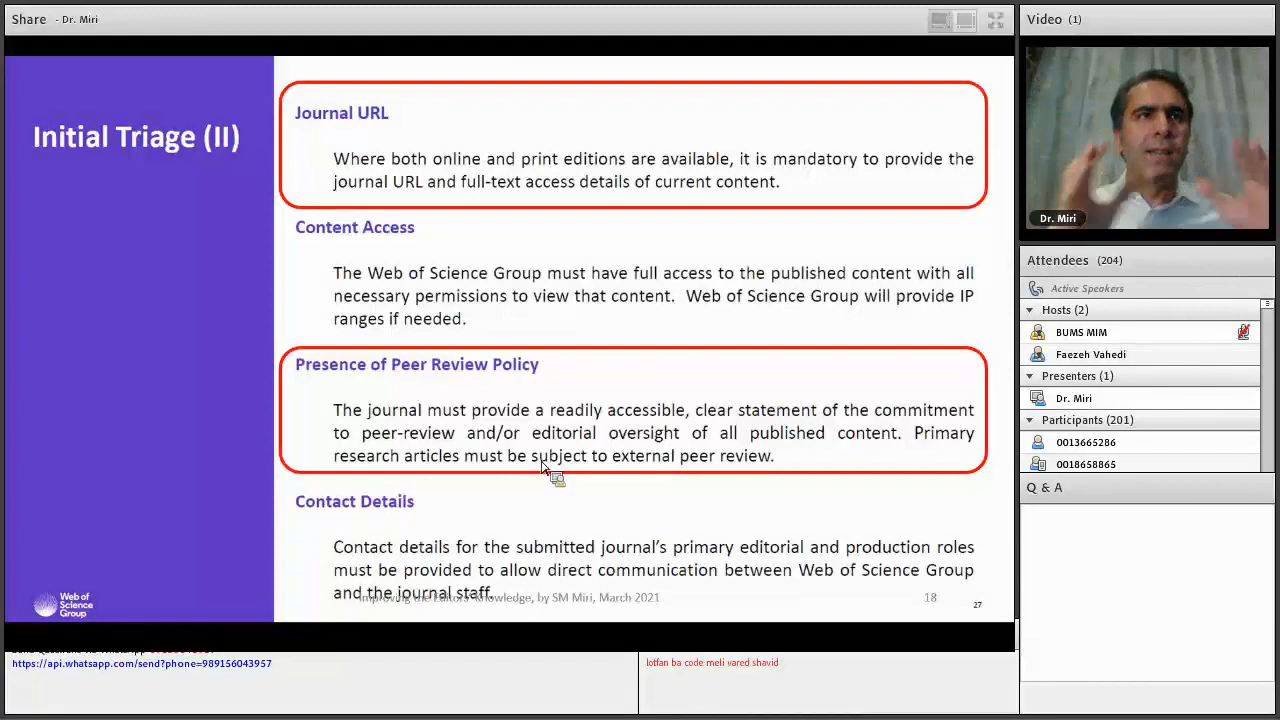 Share - Dr. Miri
Initial Triage (II)
Journal URL
Where both online and print editions are available, it is mandatory to provide the
journal URL and full-text access details of current content.
Content Access
The Web of Science Group must have full access to the published content with all
necessary permissions to view that content. Web of Science Group will provide IP
ranges if needed.
Presence of Peer Review Policy
The journal must provide a readily accessible, clear statement of the commitment
to peer-review and/or editorial oversight of all published content. Primary
research articles must be subject to external peer review.
Contact Details
Contact details for the submitted journal's primary editorial and production roles
must be provided to allow direct communication between Web of Science Group
and the journal staff.
Improving the Editors' Knowledge, by SM Miri, March 2021
18
27
Web of
Science
Group
https://api.whatsapp.com/send?phone=989156043957
lotfan ba code meli vared shavid
Video (1)
Dr. Miri
Attendees (204)
Active Speakers
Hosts (2)
BUMS MIM
Faezeh Vahedi
Presenters (1)
Dr. Miri
Participants (201)
0013665286
0018658865
Q & A